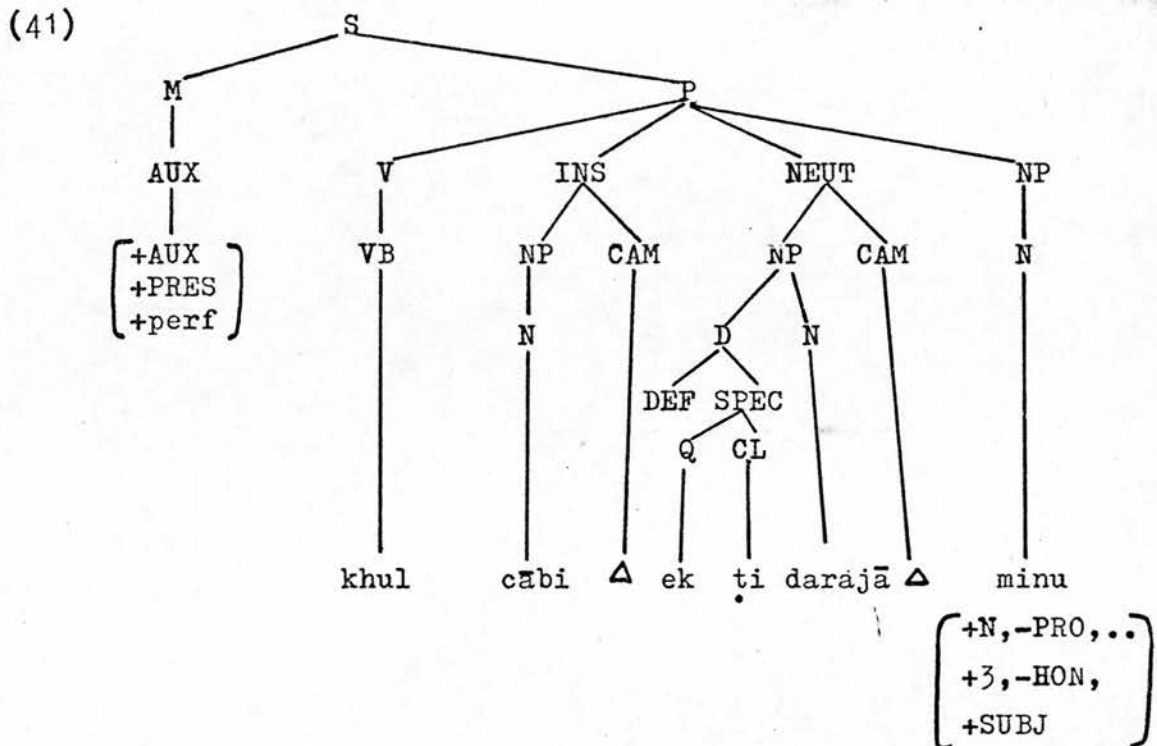 (41)
S
M P
AUX V INS NEUT NP
+AUX
+PRES
+perf
VB NP CAM NP CAM N
N D N
DEF SPEC
Q CL
khul cābi Δ ek ṭi darajā Δ minu
+N,-PRO,..
+3,-HON,
+SUBJ